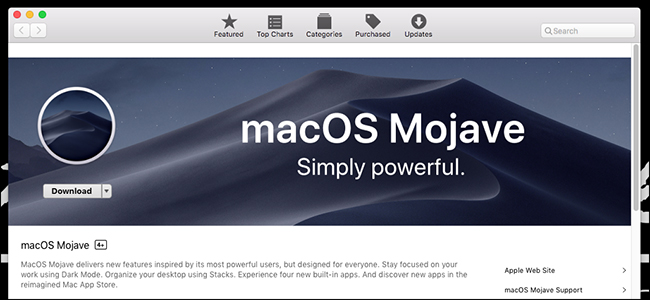 Featured Top Charts Categories Purchased Updates Search
macOS Mojave
Simply powerful.
Download
macOS Mojave 4+
macOS Mojave delivers new features inspired by its most powerful users, but designed for everyone. Stay focused on your
work using Dark Mode. Organize your desktop using Stacks. Experience four new built-in apps. And discover new apps in the
reimagined Mac App Store.
Apple Web Site
macOS Mojave Support